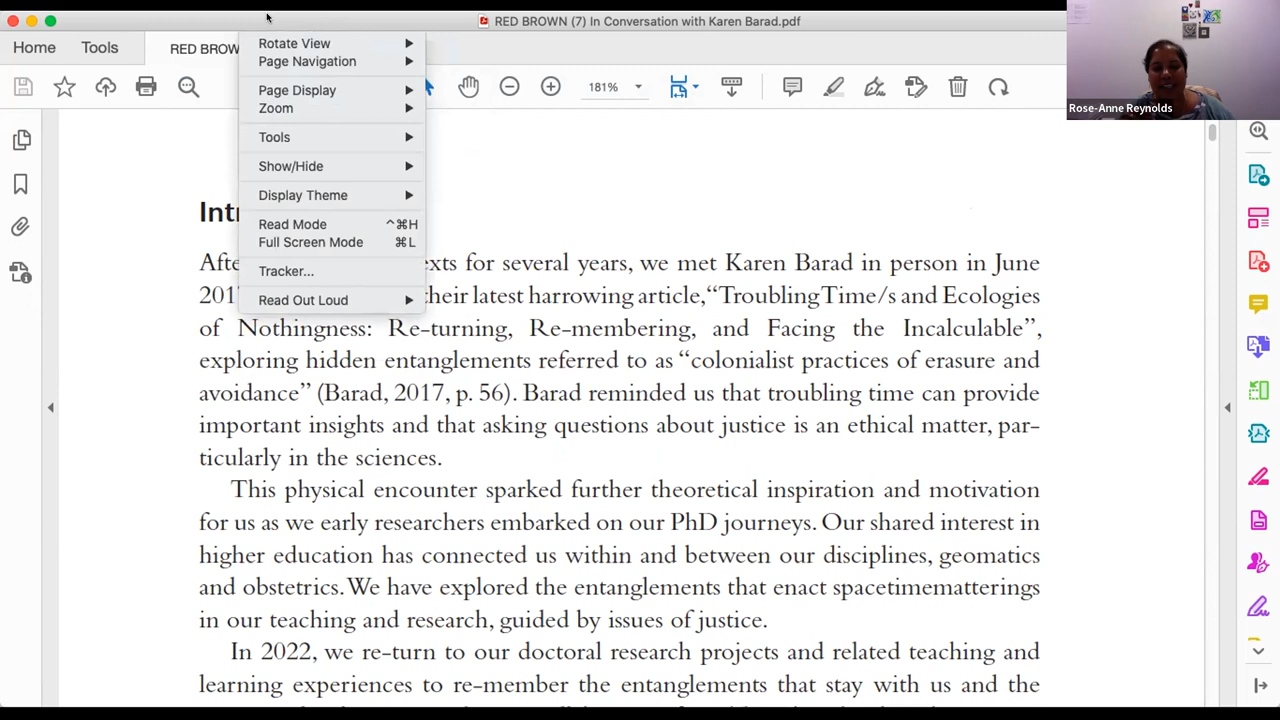 RED BROWN (7) In Conversation with Karen Barad.pdf
Rose-Anne Reynolds
Home
Tools
RED BROW
181%
Rotate View
Page Navigation
Page Display
Zoom
Tools
Show/Hide
Display Theme
Read Mode ^⌘H
Full Screen Mode ⌘L
Tracker...
Read Out Loud
Int
Afte exts for several years, we met Karen Barad in person in June
201 their latest harrowing article, “Troubling Time/s and Ecologies
of Nothingness: Re-turning, Re-membering, and Facing the Incalculable”,
exploring hidden entanglements referred to as “colonialist practices of erasure and
avoidance” (Barad, 2017, p. 56). Barad reminded us that troubling time can provide
important insights and that asking questions about justice is an ethical matter, par-
ticularly in the sciences.
This physical encounter sparked further theoretical inspiration and motivation
for us as we early researchers embarked on our PhD journeys. Our shared interest in
higher education has connected us within and between our disciplines, geomatics
and obstetrics. We have explored the entanglements that enact spacetimematterings
in our teaching and research, guided by issues of justice.
In 2022, we re-turn to our doctoral research projects and related teaching and
learning experiences to re-member the entanglements that stay with us and the